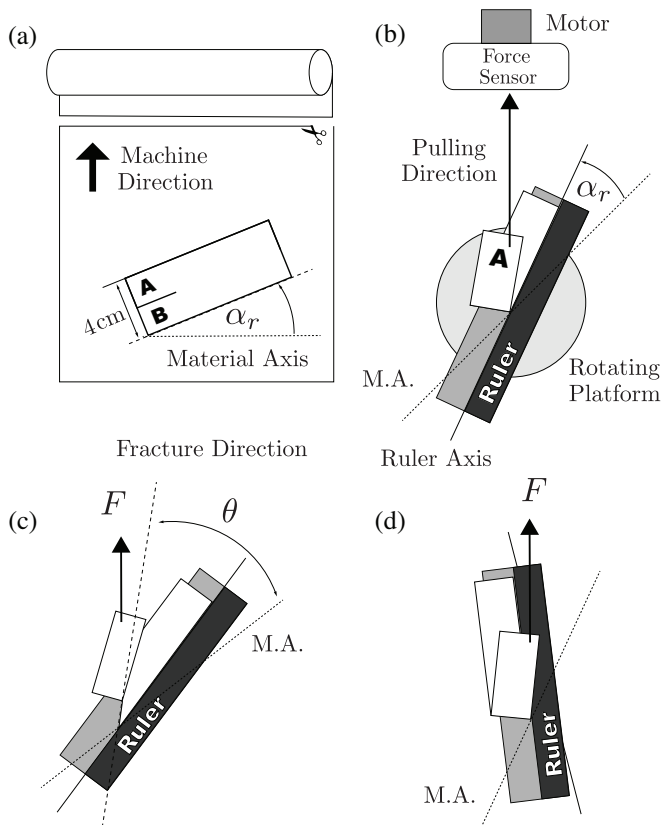 (a)
Machine
Direction
A
B
4cm
α_r
Material Axis
(b)
Motor
Force
Sensor
Pulling
Direction
α_r
A
M.A.
Ruler
Rotating
Platform
Ruler Axis
Fracture Direction
(c)
F
θ
M.A.
Ruler
(d)
F
M.A.
Ruler